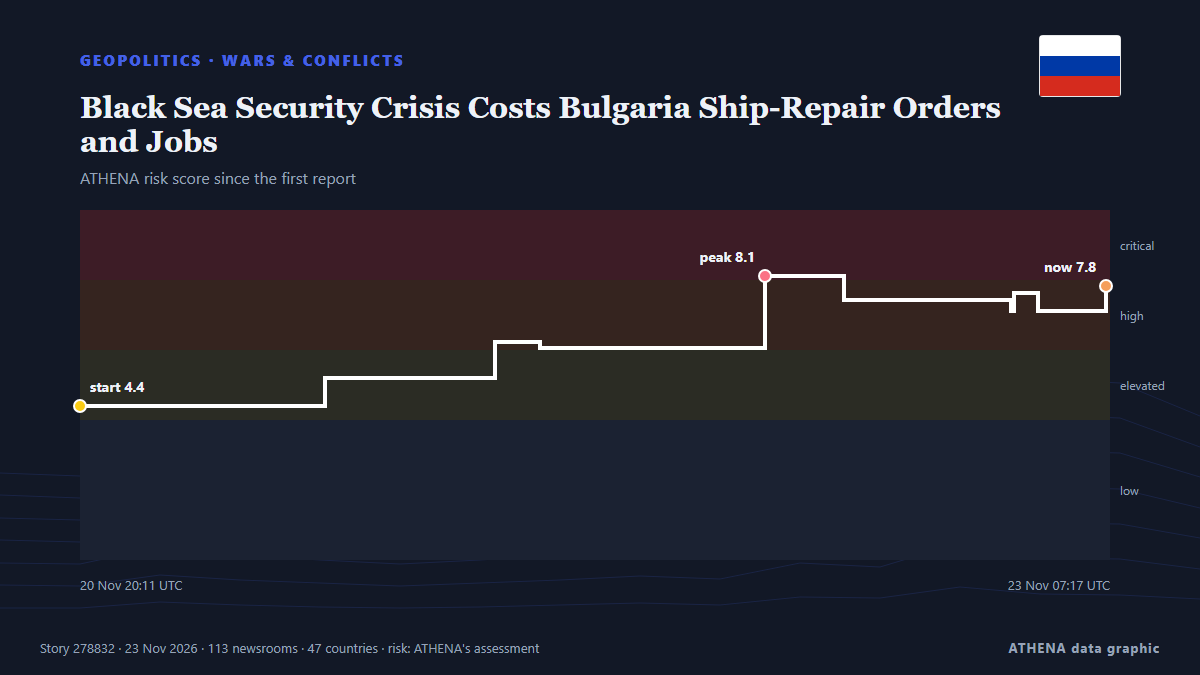 GEOPOLITICS · WARS & CONFLICTS
Black Sea Security Crisis Costs Bulgaria Ship-Repair Orders
and Jobs
ATHENA risk score since the first report
critical
peak 8.1
now 7.8
high
start 4.4
elevated
low
20 Nov 20:11 UTC
23 Nov 07:17 UTC
Story 278832 · 23 Nov 2026 · 113 newsrooms · 47 countries · risk: ATHENA's assessment
ATHENA data graphic